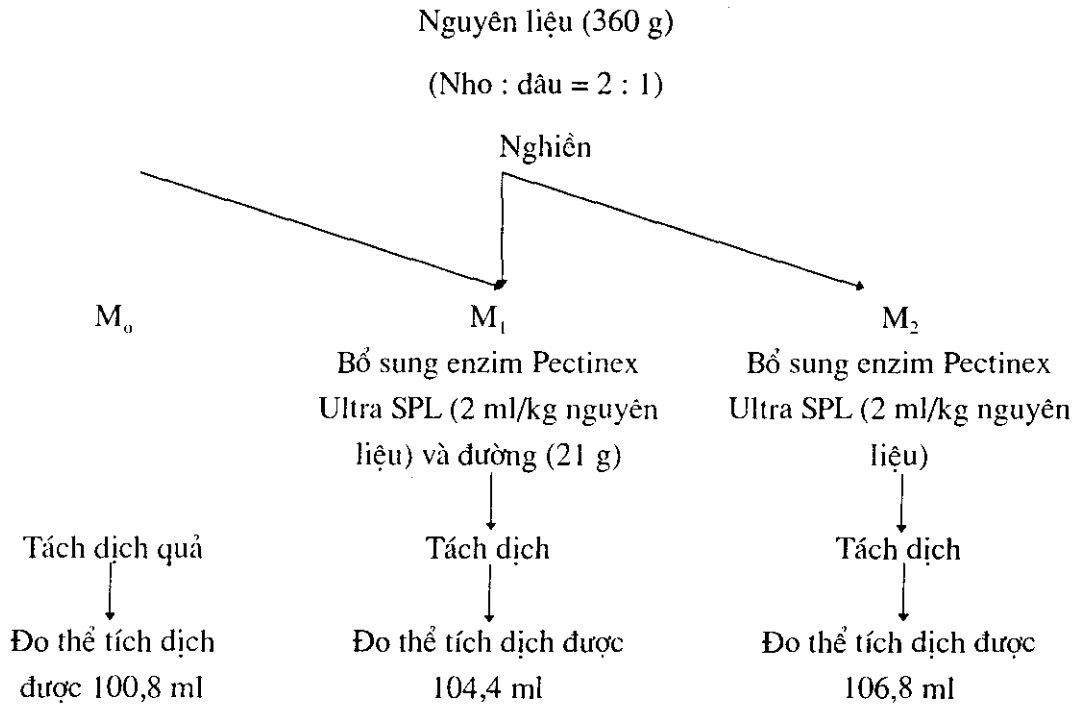 Nguyên liệu (360 g)
(Nho : dâu = 2 : 1)
Nghiền
M₀
M₁
M₂
Bổ sung enzim Pectinex
Ultra SPL (2 ml/kg nguyên
liệu) và đường (21 g)
Bổ sung enzim Pectinex
Ultra SPL (2 ml/kg nguyên
liệu)
Tách dịch quả
Tách dịch
Tách dịch
Đo thể tích dịch
được 100,8 ml
Đo thể tích dịch được
104,4 ml
Đo thể tích dịch được
106,8 ml